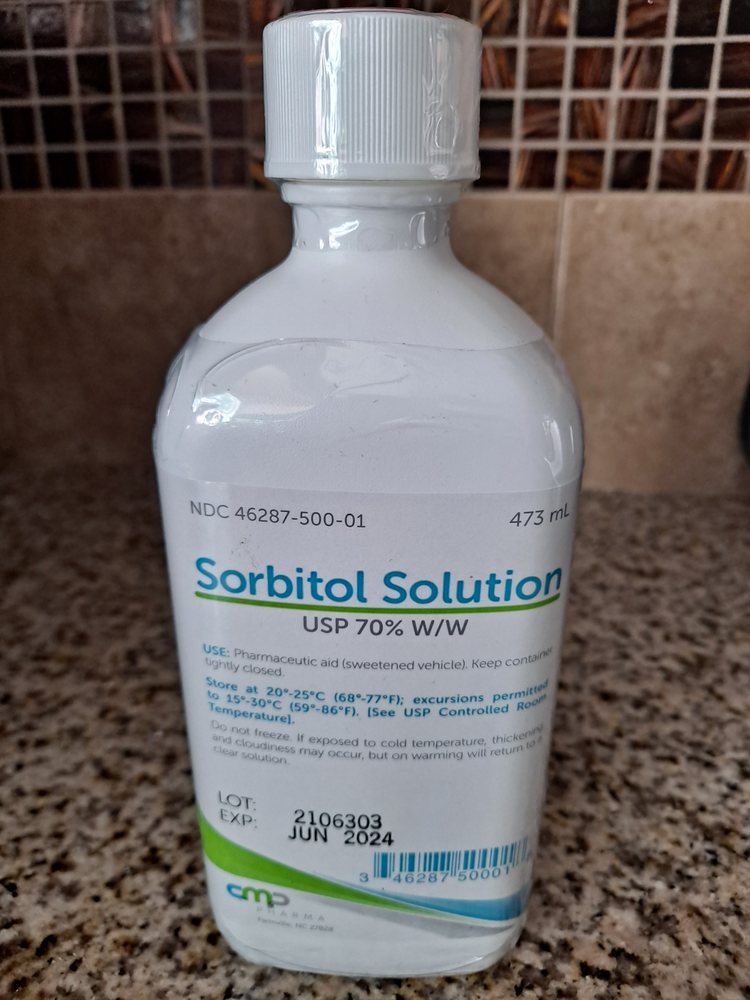 NDC 46287-500-01
473 mL
Sorbitol Solution
USP 70% W/W
USE: Pharmaceutic aid (sweetened vehicle). Keep container
tightly closed.
Store at 20°-25°C (68°-77°F); excursions permitted
to 15°-30°C (59°-86°F). [See USP Controlled Room
Temperature].
Do not freeze. If exposed to cold temperature, thickening
and cloudiness may occur, but on warming will return to a
clear solution.
LOT: 2106303
EXP: JUN 2024
3 46287 50001
cmp
PHARMA
Farmville, NC 27828